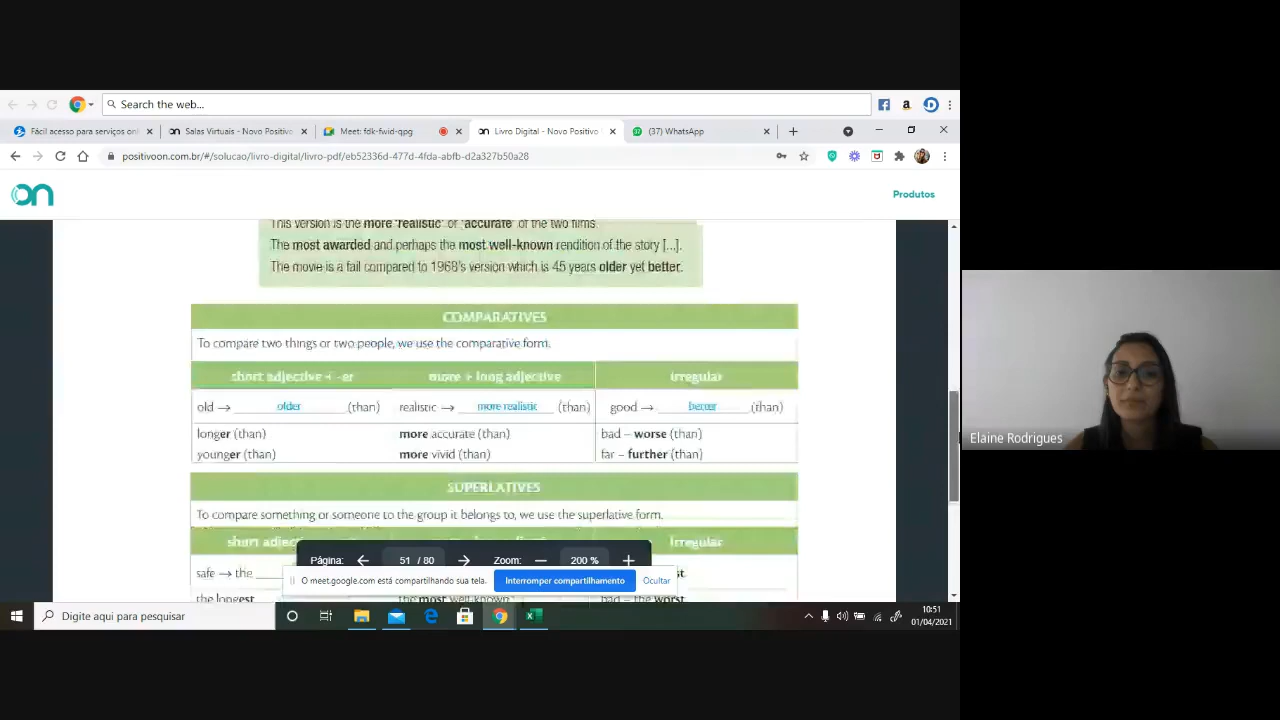 Search the web...
Fácil acesso para serviços onl
Salas Virtuais - Novo Positivo
Meet: fdk-fwid-qpg
Livro Digital - Novo Positivo
(37) WhatsApp
positivoon.com.br/#/solucao/livro-digital/livro-pdf/eb52336d-477d-4fda-abfb-d2a327b50a28
on
Produtos
This version is the more 'realistic' or 'accurate' of the two films.
The most awarded and perhaps the most well-known rendition of the story [...].
The movie is a fail compared to 1968's version which is 45 years older yet better.
COMPARATIVES
To compare two things or two people, we use the comparative form.
short adjective + -er more + long adjective irregular
old → older (than) realistic → more realistic (than) good → better (than)
longer (than) more accurate (than) bad – worse (than)
younger (than) more vivid (than) far – further (than)
SUPERLATIVES
To compare something or someone to the group it belongs to, we use the superlative form.
short adje irregular
Página: 51 / 80 Zoom: 200 %
safe → the st.
O meet.google.com está compartilhando sua tela. Interromper compartilhamento Ocultar
the longest the most well-known bad – the worst
Digite aqui para pesquisar
10:51
01/04/2021
Elaine Rodrigues